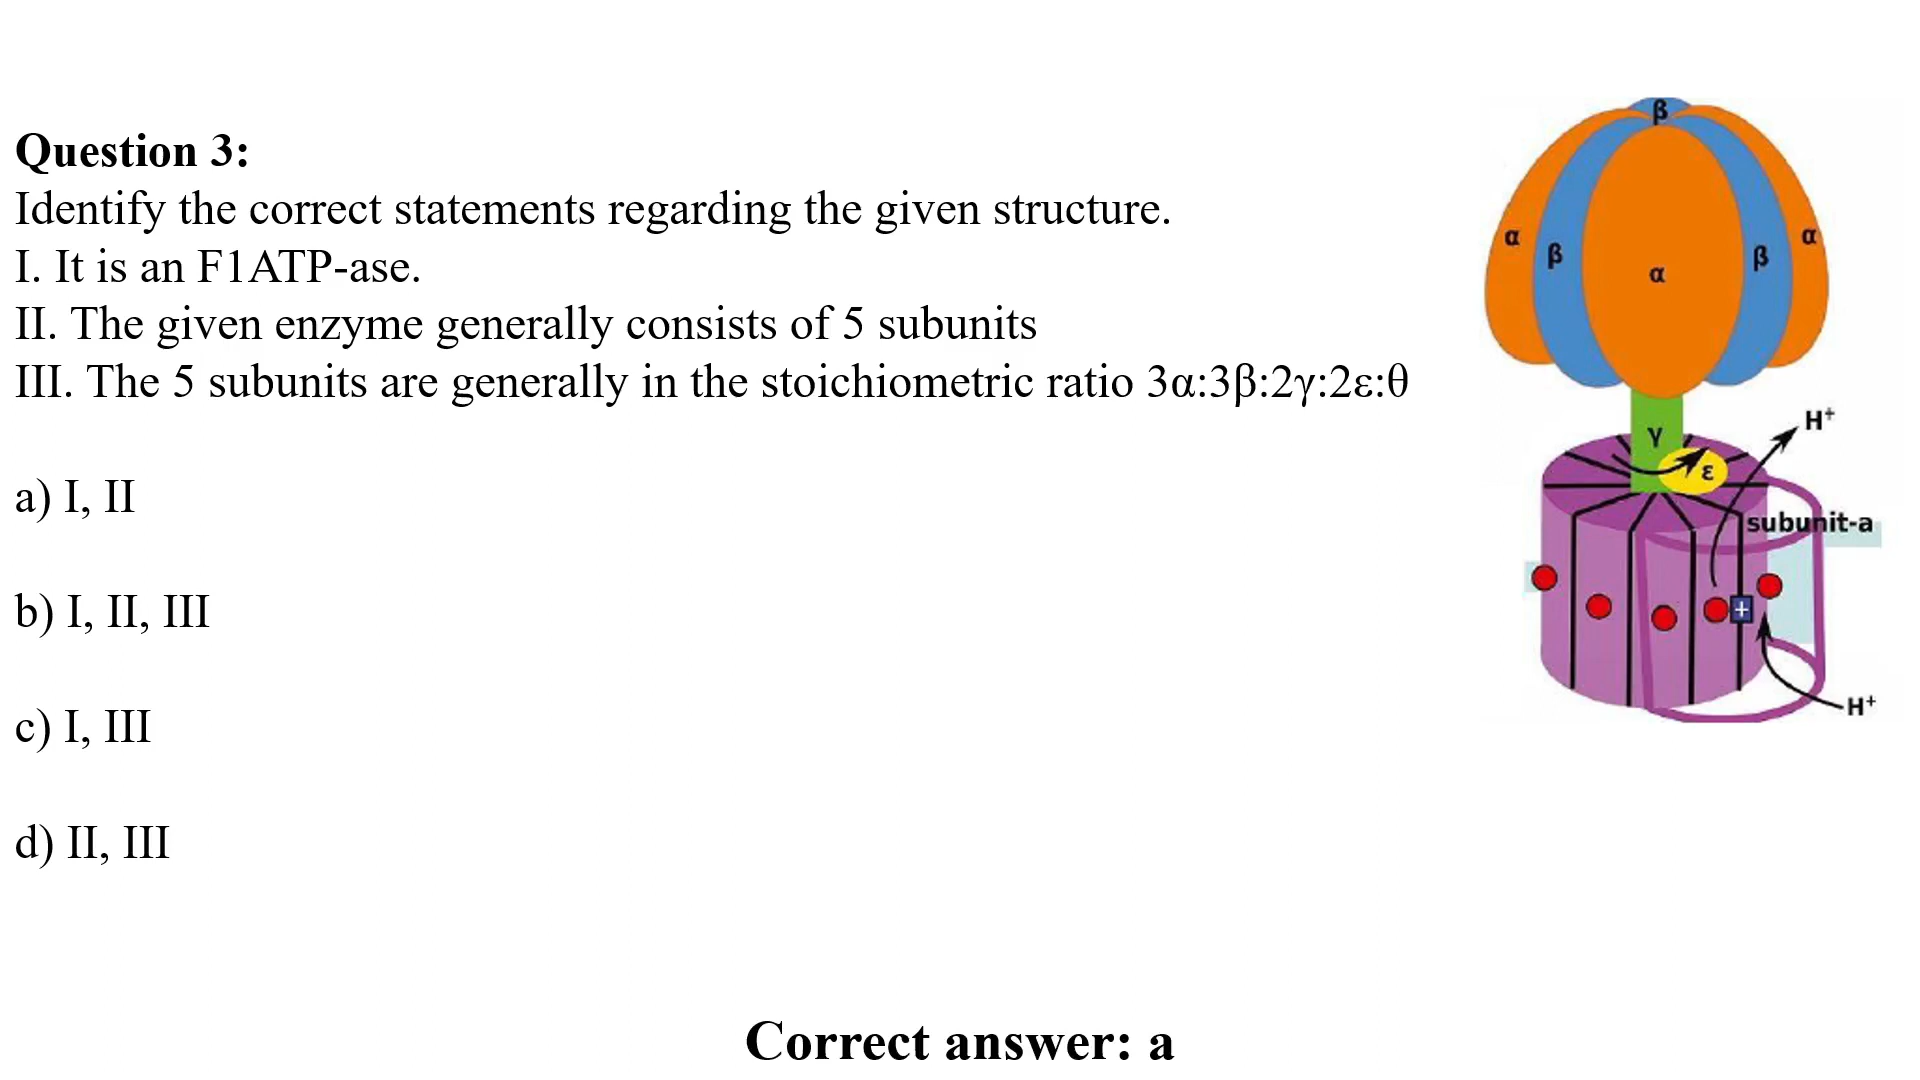 Question 3:
Identify the correct statements regarding the given structure.
I. It is an F1ATP-ase.
II. The given enzyme generally consists of 5 subunits
III. The 5 subunits are generally in the stoichiometric ratio 3α:3β:2γ:2ε:θ
a) I, II
b) I, II, III
c) I, III
d) II, III
β
α
β
α
β
α
γ
ε
H+
subunit-a
+
H+
Correct answer: a